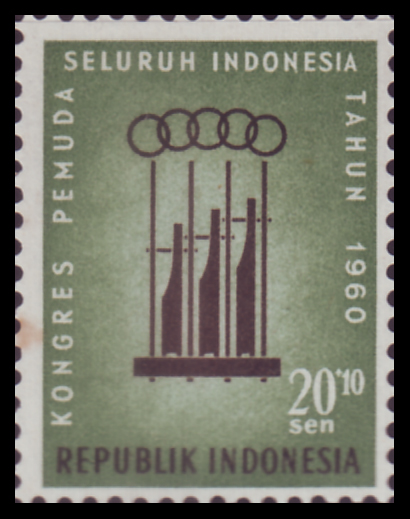 KONGRES PEMUDA
SELURUH INDONESIA
TAHUN 1960
20+10
sen
REPUBLIK INDONESIA